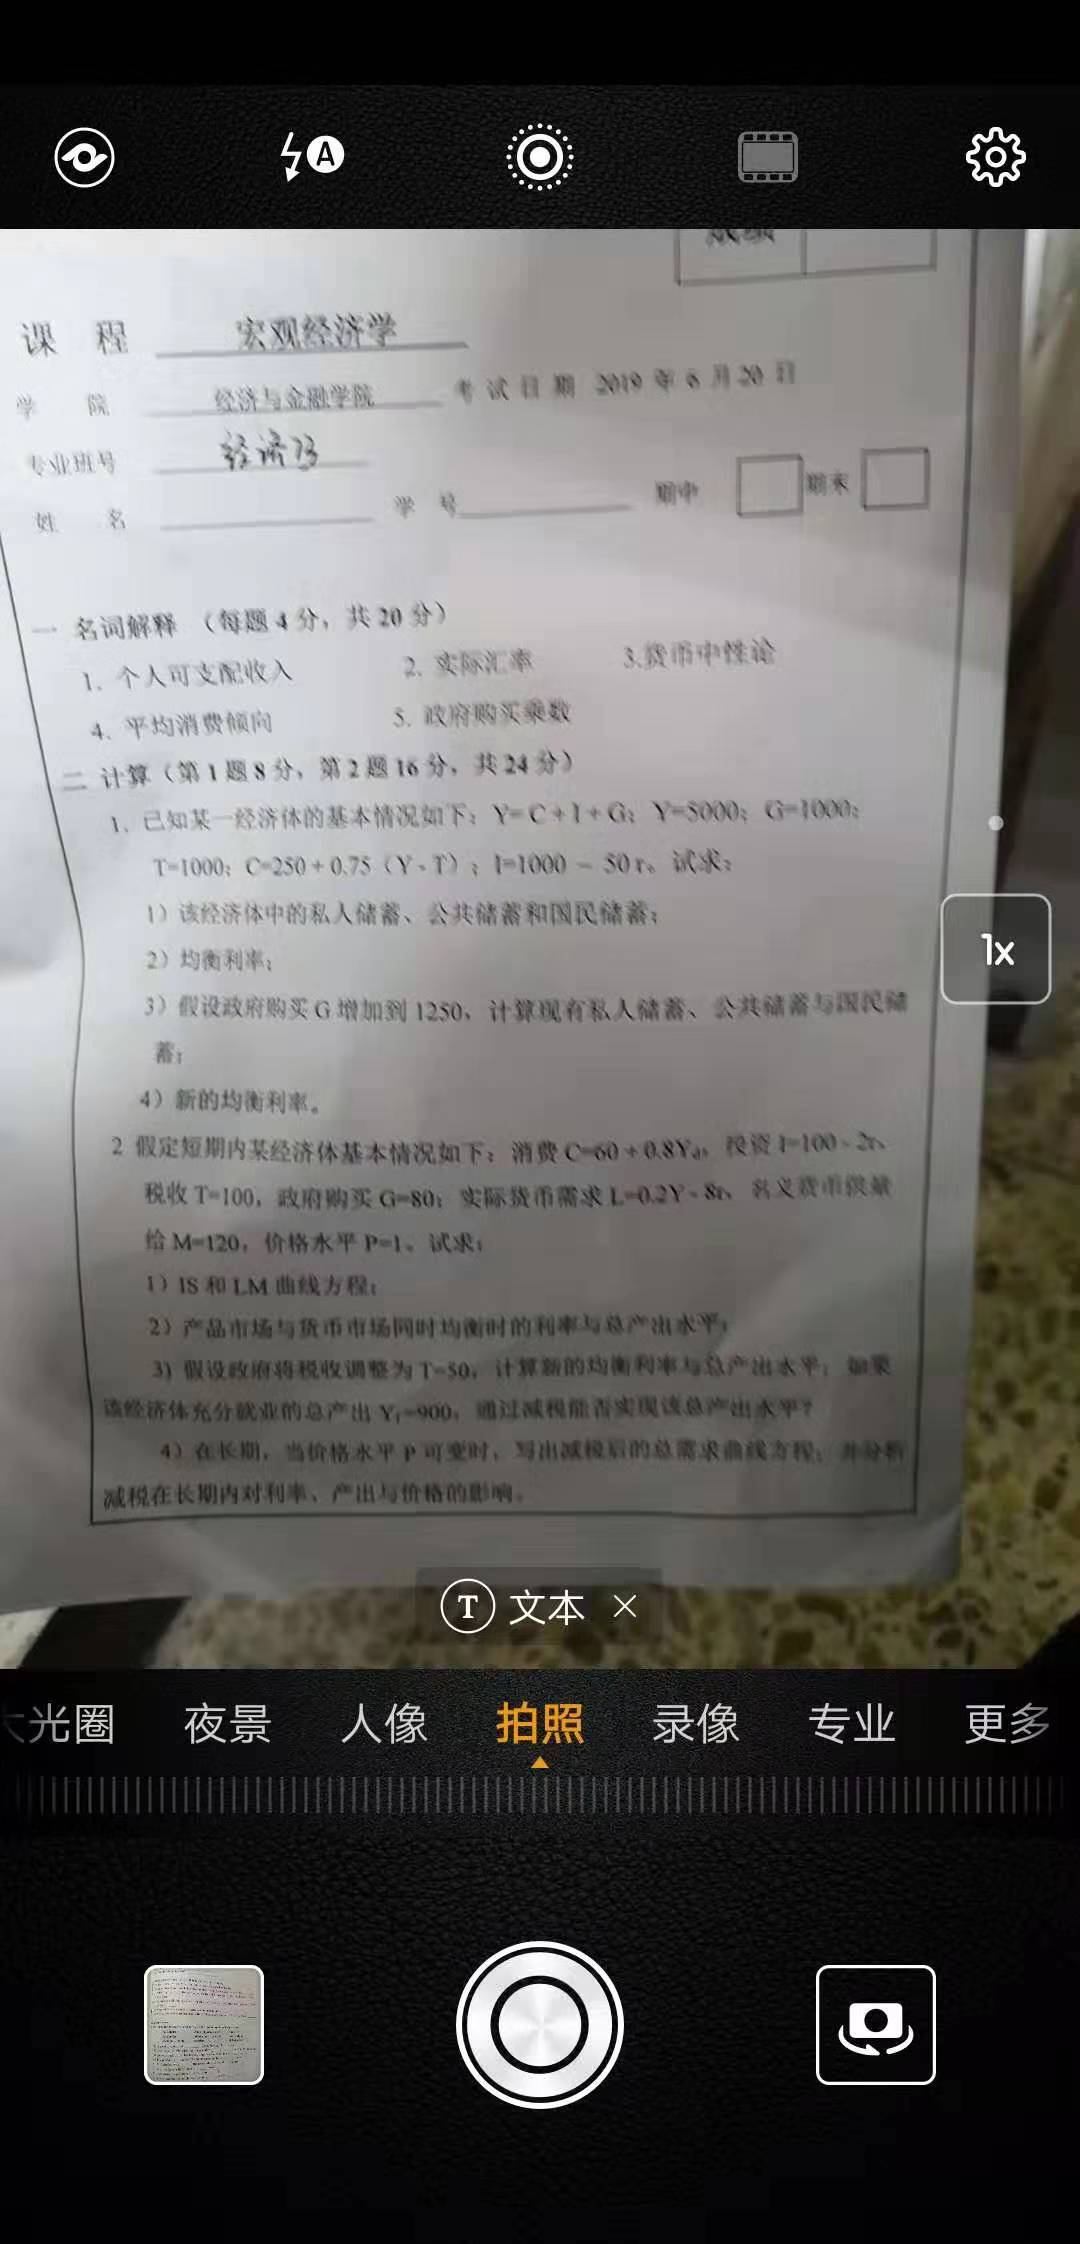 A
成绩
课 程 宏观经济学
学 院 经济与金融学院 考试日期 2019 年 6 月 20 日
专业班号 经济73
姓 名 学 号 期中 期末
一 名词解释 (每题 4 分，共 20 分)
1. 个人可支配收入 2. 实际汇率 3.货币中性论
4. 平均消费倾向 5. 政府购买乘数
二 计算（第 1 题 8 分，第 2 题 16 分，共 24 分）
1. 已知某一经济体的基本情况如下：Y= C + I + G；Y=5000；G=1000；
T=1000；C=250 + 0.75（Y - T）；I=1000 － 50 r。试求：
1）该经济体中的私人储蓄、公共储蓄和国民储蓄；
2）均衡利率；
3）假设政府购买 G 增加到 1250，计算现有私人储蓄、公共储蓄与国民储
蓄；
4）新的均衡利率。
2 假定短期内某经济体基本情况如下：消费 C=60 + 0.8Yd，投资 I=100 - 2r、
税收 T=100，政府购买 G=80；实际货币需求 L=0.2Y - 8r、名义货币供
给 M=120，价格水平 P=1。试求：
1）IS 和 LM 曲线方程；
2）产品市场与货币市场同时均衡时的利率与总产出水平；
3）假设政府将税收调整为 T=50，计算新的均衡利率与总产出水平；如果
该经济体充分就业的总产出 Yf=900，通过减税能否实现该总产出水平？
4）在长期，当价格水平 P 可变时，写出减税后的总需求曲线方程；并分析
减税在长期内对利率、产出与价格的影响。
1x
T 文本 ×
大光圈 夜景 人像 拍照 录像 专业 更多